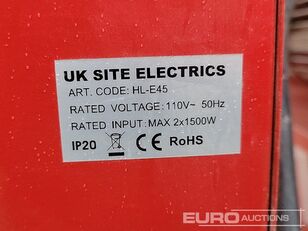 UK SITE ELECTRICS
ART. CODE: HL-E45
RATED VOLTAGE: 110V~ 50Hz
RATED INPUT: MAX 2x1500W
IP20 CE RoHS
EURO AUCTIONS